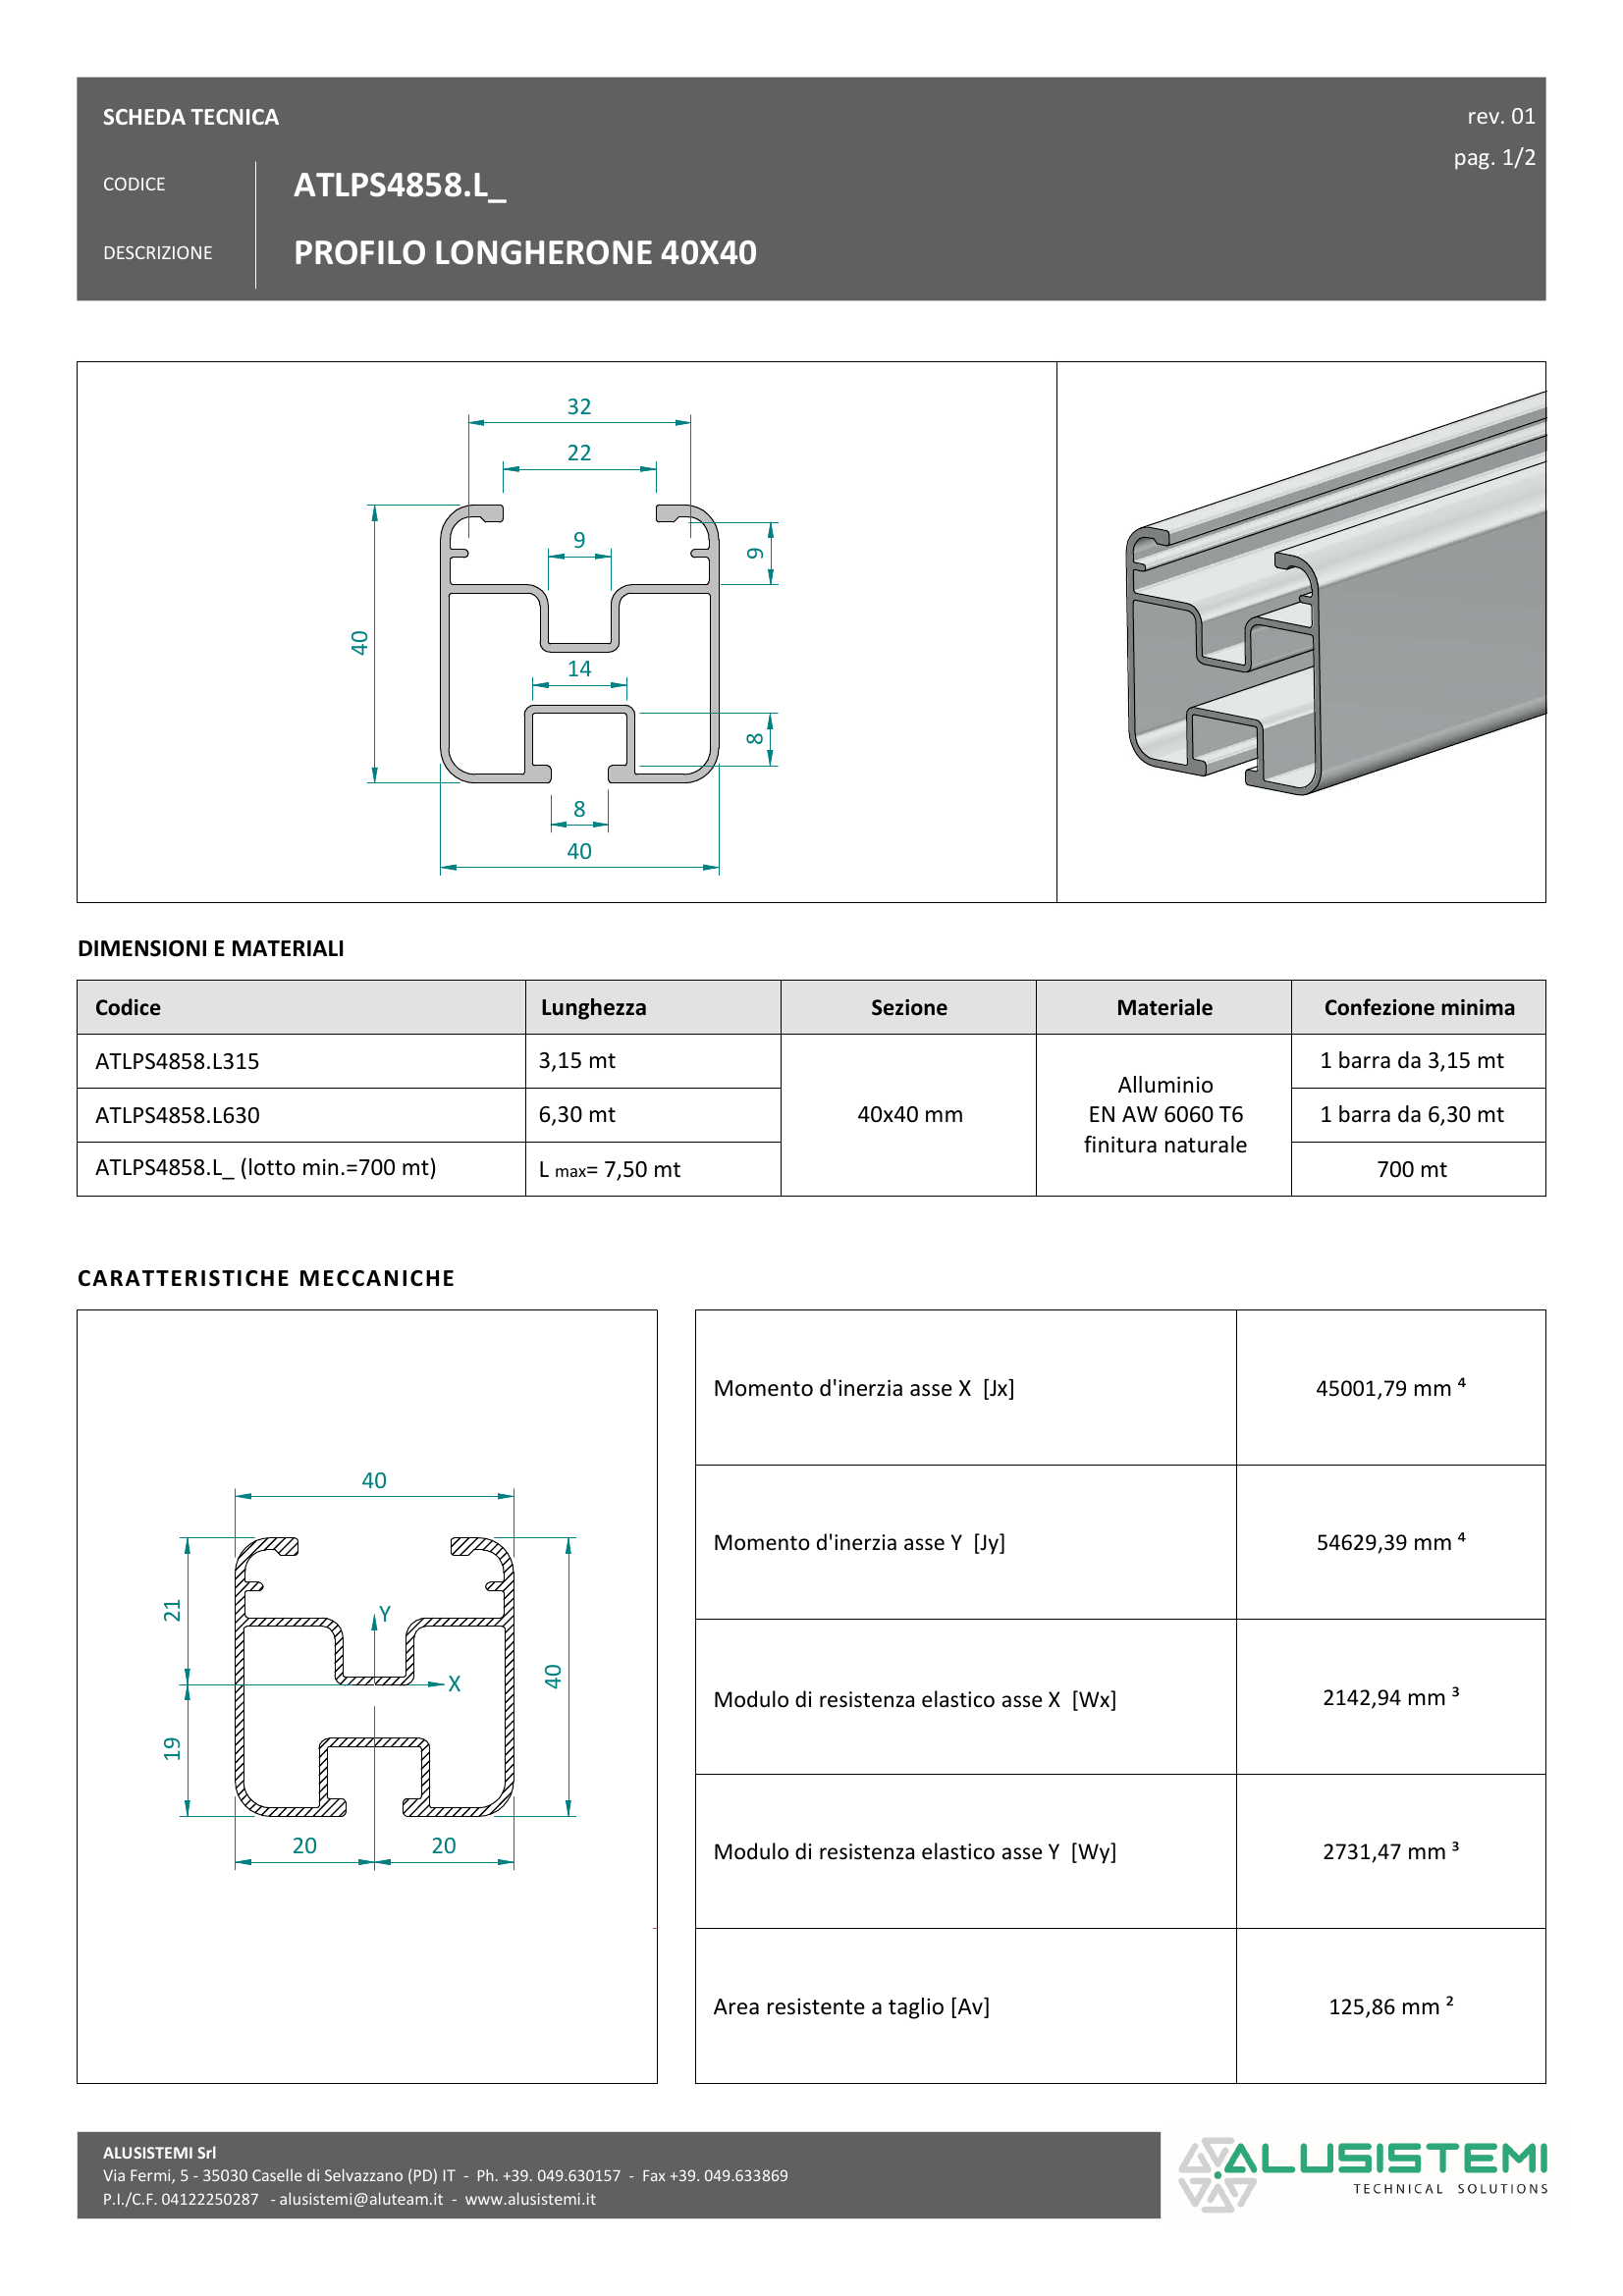 SCHEDA TECNICA
rev. 01
pag. 1/2
CODICE
ATLPS4858.L_
DESCRIZIONE
PROFILO LONGHERONE 40X40
32
22
9
9
40
14
8
8
40
DIMENSIONI E MATERIALI
Codice Lunghezza Sezione Materiale Confezione minima
ATLPS4858.L315 3,15 mt 1 barra da 3,15 mt
ATLPS4858.L630 6,30 mt 40x40 mm Alluminio
EN AW 6060 T6
finitura naturale 1 barra da 6,30 mt
ATLPS4858.L_ (lotto min.=700 mt) L max= 7,50 mt 700 mt
CARATTERISTICHE MECCANICHE
40
21
Y
X
40
19
20 20
Momento d'inerzia asse X [Jx] 45001,79 mm ⁴
Momento d'inerzia asse Y [Jy] 54629,39 mm ⁴
Modulo di resistenza elastico asse X [Wx] 2142,94 mm ³
Modulo di resistenza elastico asse Y [Wy] 2731,47 mm ³
Area resistente a taglio [Av] 125,86 mm ²
ALUSISTEMI Srl
Via Fermi, 5 - 35030 Caselle di Selvazzano (PD) IT - Ph. +39. 049.630157 - Fax +39. 049.633869
P.I./C.F. 04122250287 - alusistemi@aluteam.it - www.alusistemi.it
ALUSISTEMI
TECHNICAL SOLUTIONS